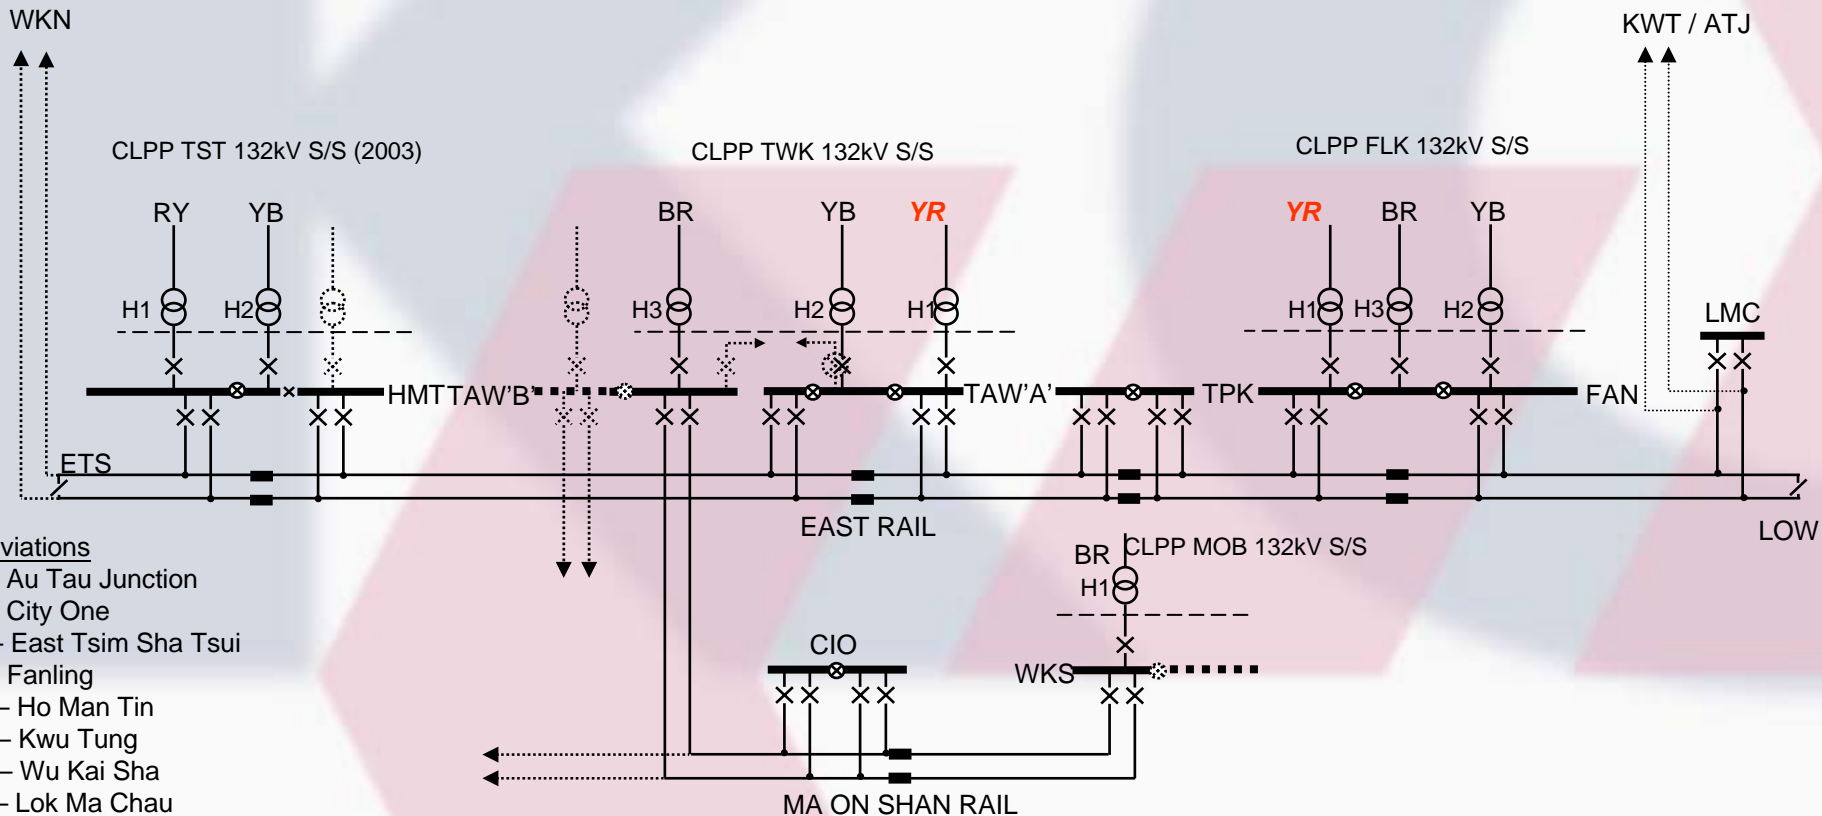 WKN
KWT / ATJ
CLPP TST 132kV S/S (2003)
CLPP TWK 132kV S/S
CLPP FLK 132kV S/S
RY YB
BR YB YR
YR BR YB
H1 H2
H3 H2 H1
H1 H3 H2
LMC
HMT TAW'B'
TAW'A'
TPK
FAN
ETS
EAST RAIL
LOW
CLPP MOB 132kV S/S
BR
H1
CIO
WKS
MA ON SHAN RAIL
viations
Au Tau Junction
City One
– East Tsim Sha Tsui
Fanling
– Ho Man Tin
– Kwu Tung
– Wu Kai Sha
– Lok Ma Chau